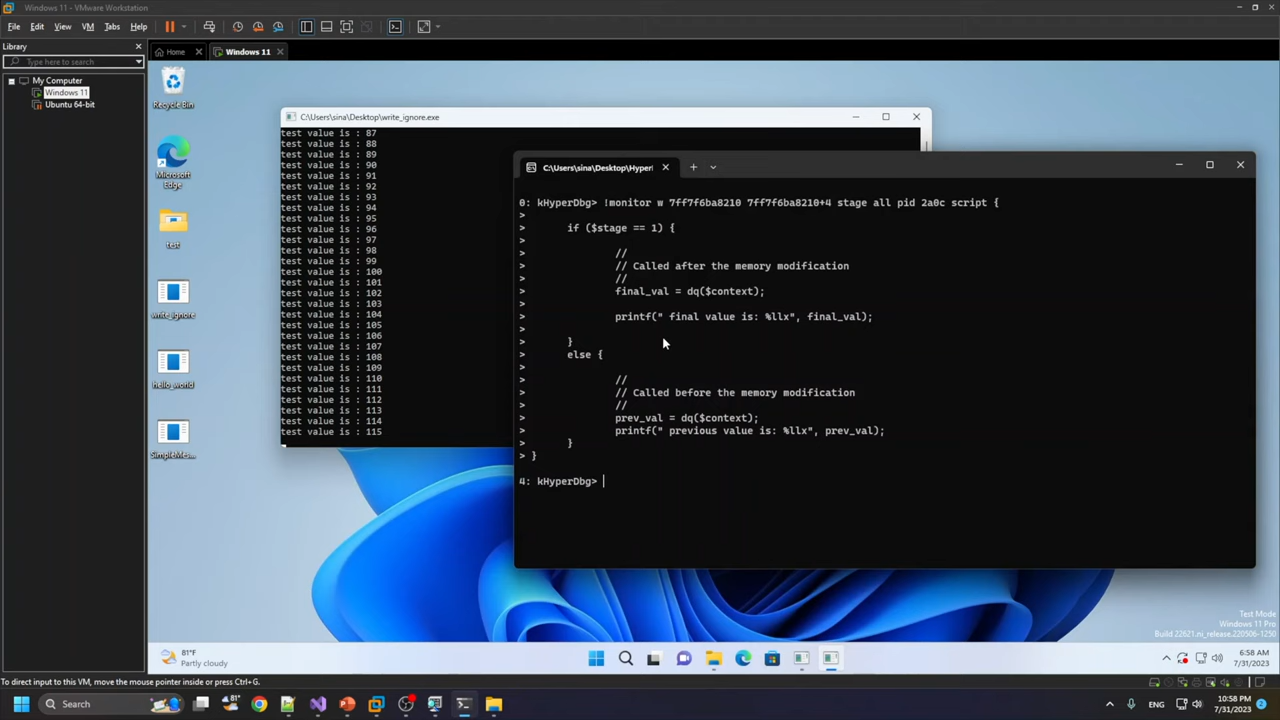 Windows 11 - VMware Workstation
File Edit View VM Tabs Help
Library
Type here to search
My Computer
Windows 11
Ubuntu 64-bit
Home
Windows 11
Recycle Bin
Microsoft
Edge
test
write_ignore
hello_world
SimpleMes...
C:\Users\sina\Desktop\write_ignore.exe
test value is : 87
test value is : 88
test value is : 89
test value is : 90
test value is : 91
test value is : 92
test value is : 93
test value is : 94
test value is : 95
test value is : 96
test value is : 97
test value is : 98
test value is : 99
test value is : 100
test value is : 101
test value is : 102
test value is : 103
test value is : 104
test value is : 105
test value is : 106
test value is : 107
test value is : 108
test value is : 109
test value is : 110
test value is : 111
test value is : 112
test value is : 113
test value is : 114
test value is : 115
C:\Users\sina\Desktop\Hyper
0: kHyperDbg> !monitor w 7ff7f6ba8210 7ff7f6ba8210+4 stage all pid 2a0c script {
>
> if ($stage == 1) {
>
> //
> // Called after the memory modification
> //
> final_val = dq($context);
>
> printf(" final value is: %llx", final_val);
>
> }
> else {
>
> //
> // Called before the memory modification
> //
> prev_val = dq($context);
> printf(" previous value is: %llx", prev_val);
> }
> }
4: kHyperDbg>
Test Mode
Windows 11 Pro
Build 22621.ni_release.220506-1250
81°F
Partly cloudy
6:58 AM
7/31/2023
To direct input to this VM, move the mouse pointer inside or press Ctrl+G.
Search
81°
ENG
10:58 PM
7/31/2023
2